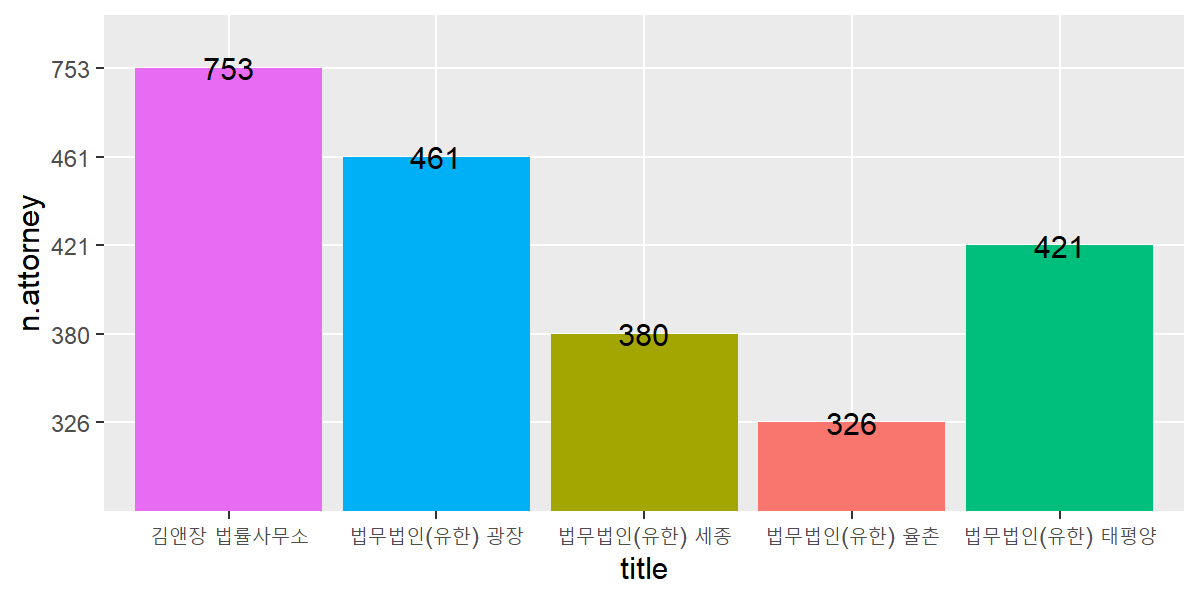 753
461
421
380
326
n.attorney
753
461
380
326
421
김앤장 법률사무소
법무법인(유한) 광장
법무법인(유한) 세종
법무법인(유한) 율촌
법무법인(유한) 태평양
title